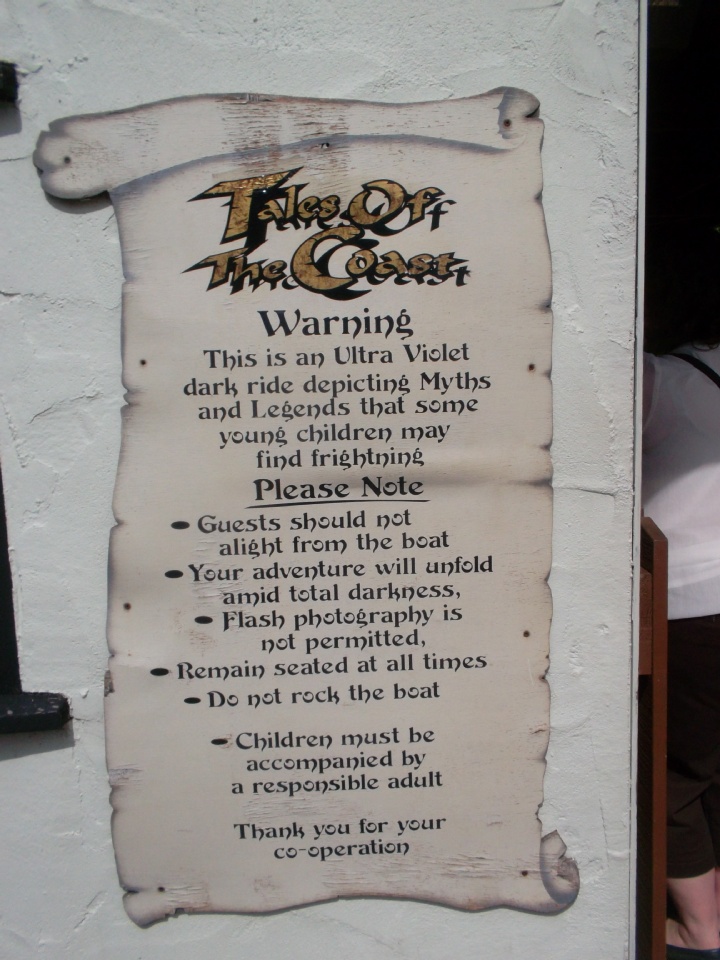 Tales Of
The Coast
Warning
This is an Ultra Violet
dark ride depicting Myths
and Legends that some
young children may
find frightning
Please Note
• Guests should not
alight from the boat
• Your adventure will unfold
amid total darkness,
• Flash photography is
not permitted,
• Remain seated at all times
• Do not rock the boat
• Children must be
accompanied by
a responsible adult
Thank you for your
co-operation